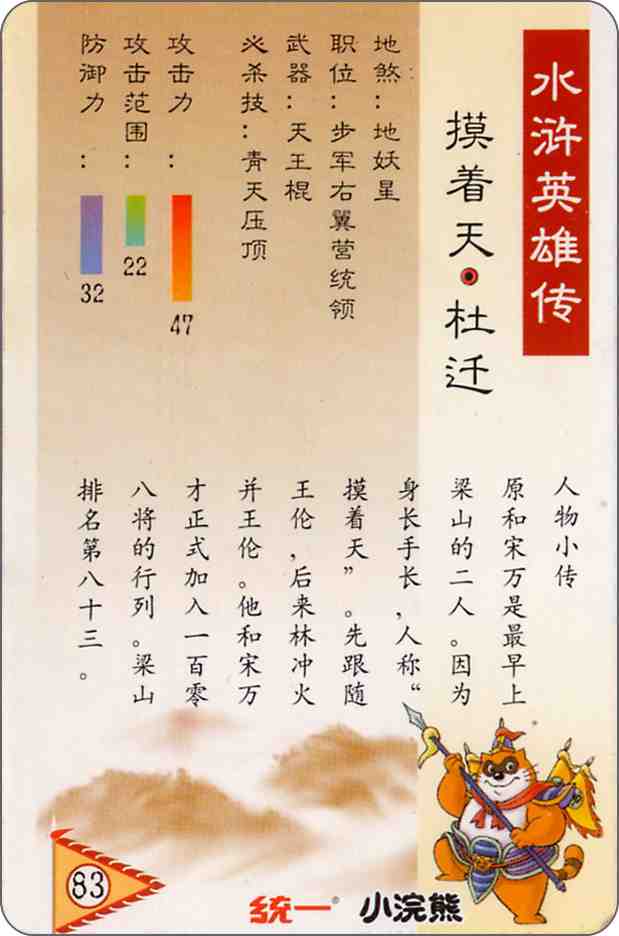 水浒英雄传
摸着天·杜迁
地煞：地妖星
职位：步军右翼营统领
武器：天王棍
必杀技：青天压顶
攻击力：
47
攻击范围：
22
防御力：
32
人物小传
原和宋万是最早上
梁山的二人。因为
身长手长，人称“
摸着天”。先跟随
王伦，后来林冲火
并王伦。他和宋万
才正式加入一百零
八将的行列。梁山
排名第八十三。
83
统一® 小浣熊